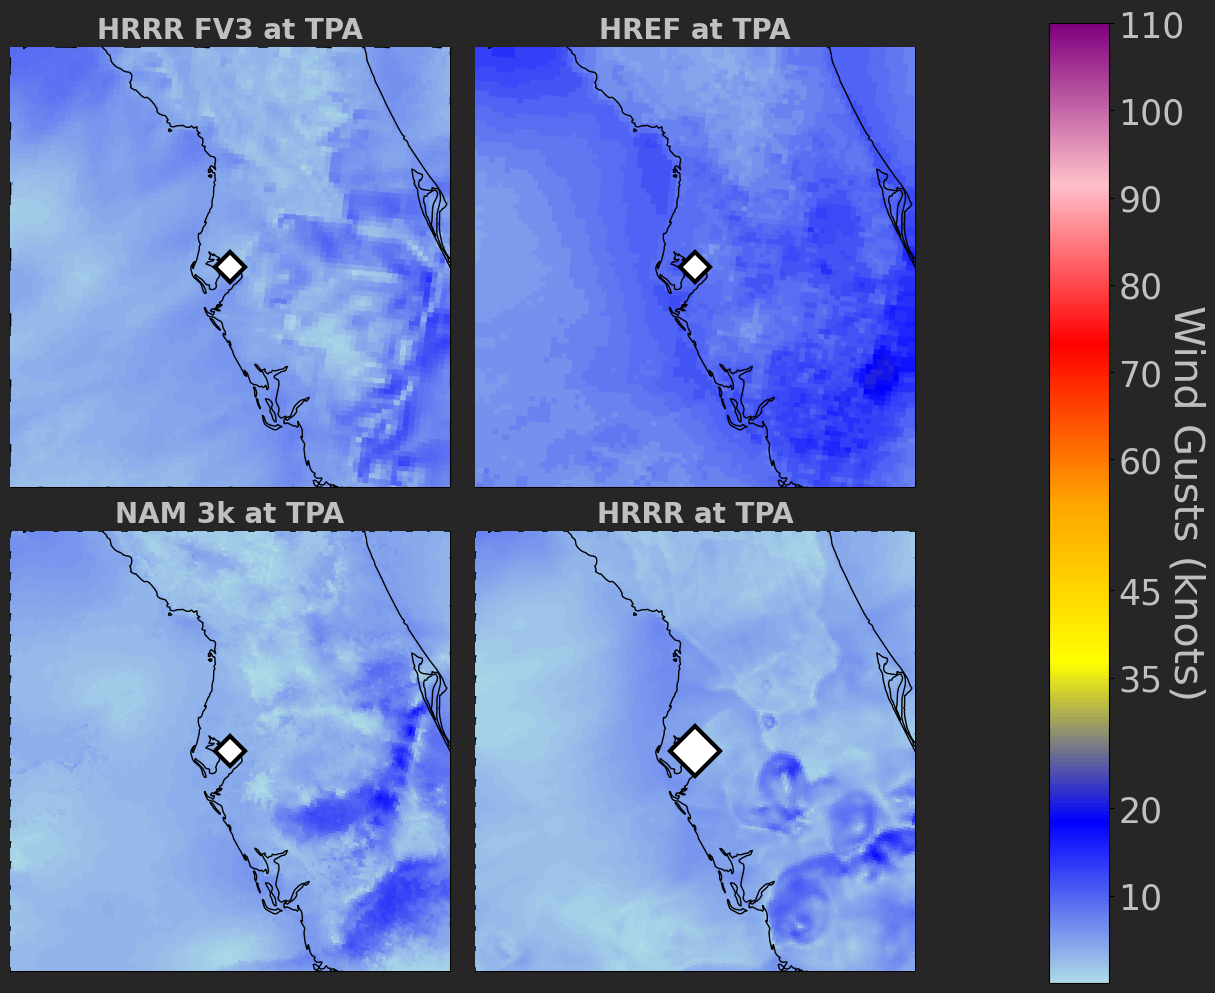 HRRR FV3 at TPA
HREF at TPA
NAM 3k at TPA
HRRR at TPA
110
100
90
80
70
60
45
35
20
10
Wind Gusts (knots)